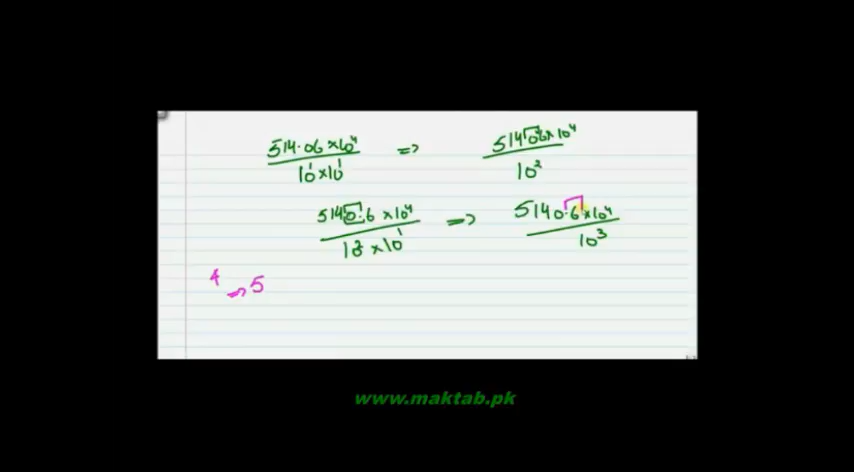 514.06 × 10⁴ / 10¹ × 10¹ => 514.06 × 10⁴ / 10²
5140.6 × 10⁴ / 10² × 10¹ => 5140.6 × 10⁴ / 10³
4 => 5
www.maktab.pk